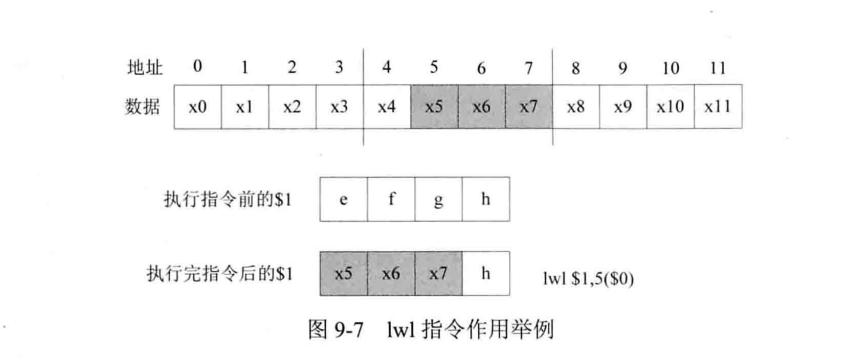 地址 0 1 2 3 4 5 6 7 8 9 10 11
数据 x0 x1 x2 x3 x4 x5 x6 x7 x8 x9 x10 x11
执行指令前的$1 e f g h
执行完指令后的$1 x5 x6 x7 h lwl $1,5($0)
图 9-7 lwl 指令作用举例